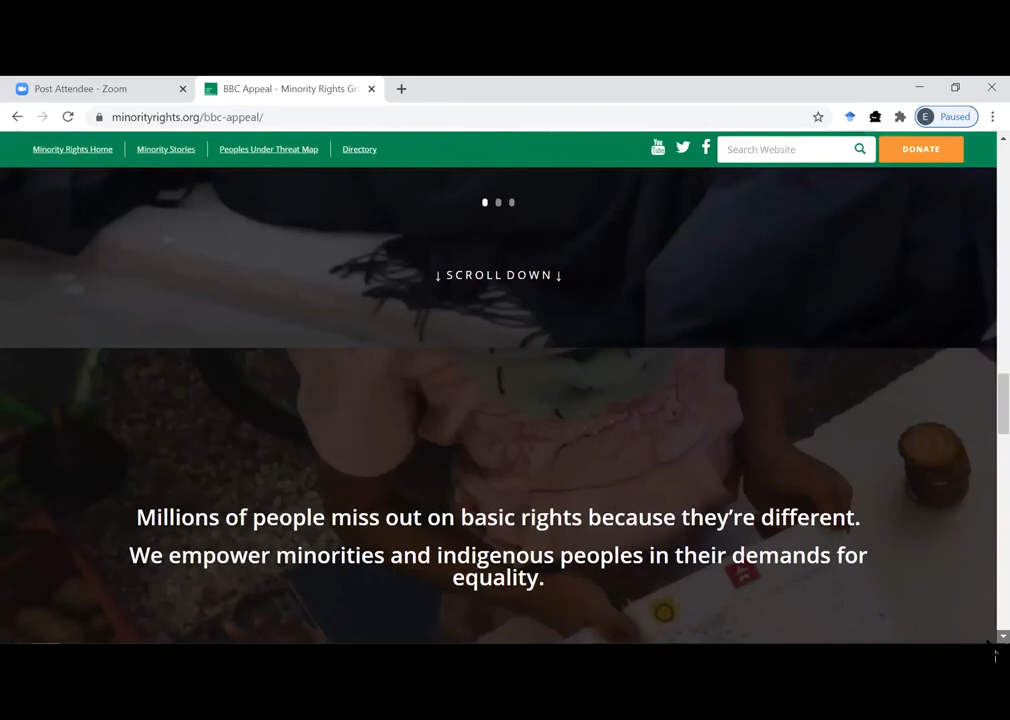 Post Attendee - Zoom
BBC Appeal - Minority Rights Gr
minorityrights.org/bbc-appeal/
E Paused
Minority Rights Home
Minority Stories
Peoples Under Threat Map
Directory
You Tube
Search Website
DONATE
↓ SCROLL DOWN ↓
Millions of people miss out on basic rights because they’re different.
We empower minorities and indigenous peoples in their demands for
equality.